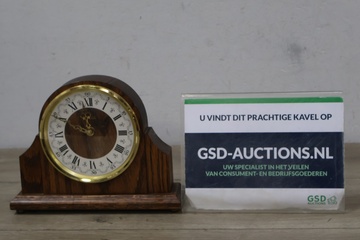 U VINDT DIT PRACHTIGE KAVEL OP
GSD-AUCTIONS.NL
UW SPECIALIST IN HET VEILEN
VAN CONSUMENT- EN BEDRIJFSGOEDEREN
GSD